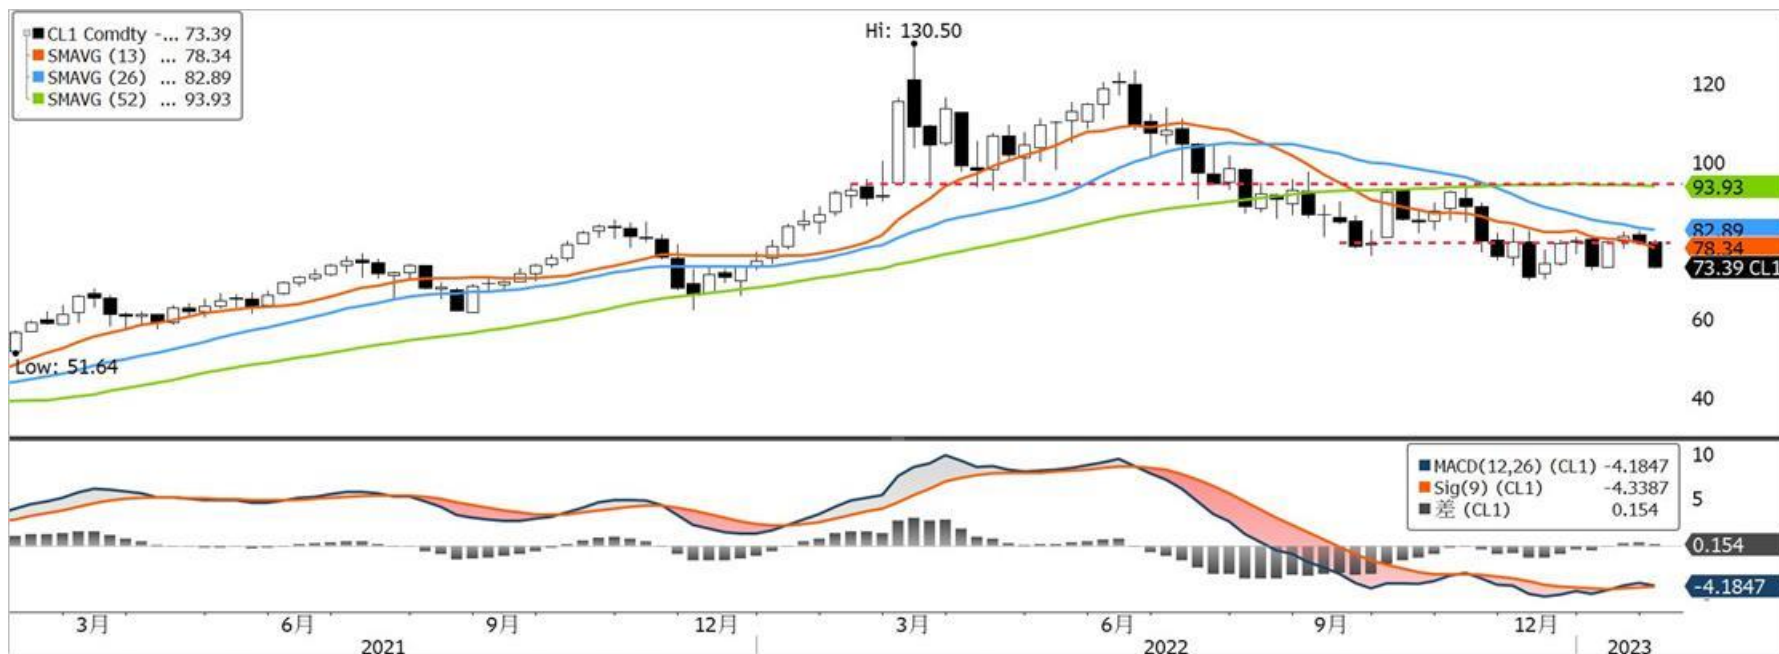 CL1 Comdty -... 73.39
SMAVG (13) ... 78.34
SMAVG (26) ... 82.89
SMAVG (52) ... 93.93
Hi: 130.50
Low: 51.64
120
100
93.93
82.89
78.34
73.39 CL1
60
40
MACD(12,26) (CL1) -4.1847
Sig(9) (CL1) -4.3387
差 (CL1) 0.154
10
5
0.154
-4.1847
3月 6月 9月 12月 3月 6月 9月 12月
2021 2022 2023